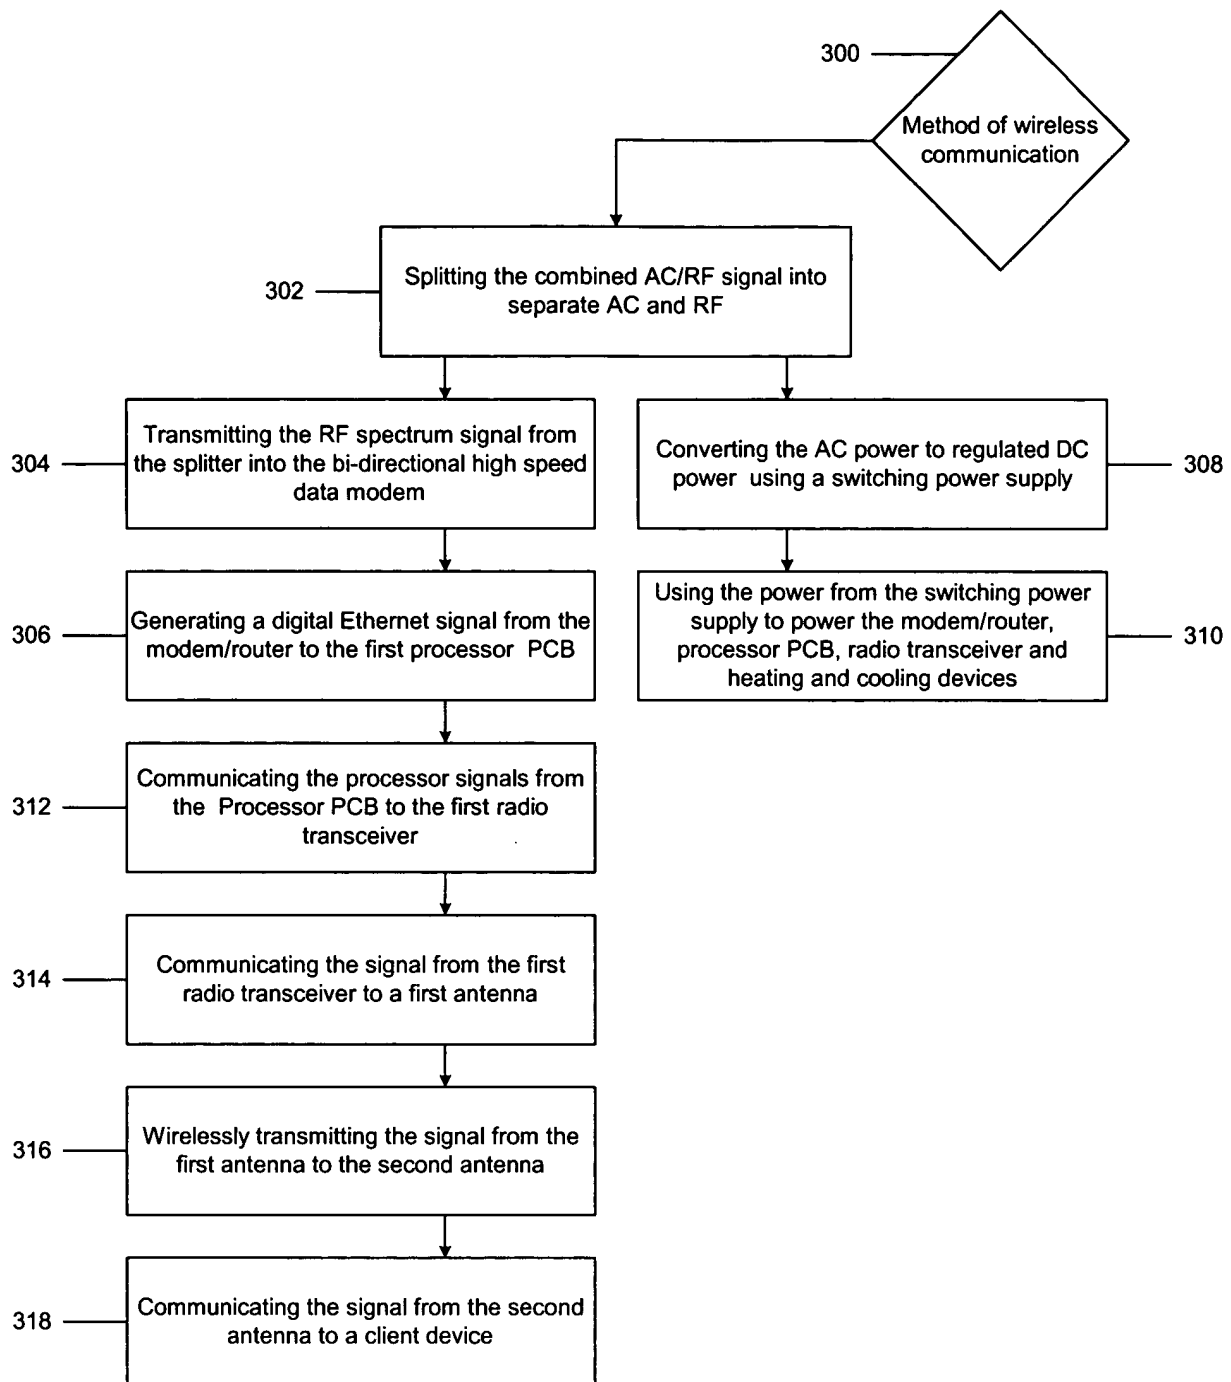 300
Method of wireless
communication
302
Splitting the combined AC/RF signal into
separate AC and RF
304
Transmitting the RF spectrum signal from
the splitter into the bi-directional high speed
data modem
Converting the AC power to regulated DC
power using a switching power supply
308
306
Generating a digital Ethernet signal from the
modem/router to the first processor PCB
Using the power from the switching power
supply to power the modem/router,
processor PCB, radio transceiver and
heating and cooling devices
310
312
Communicating the processor signals from
the Processor PCB to the first radio
transceiver
314
Communicating the signal from the first
radio transceiver to a first antenna
316
Wirelessly transmitting the signal from the
first antenna to the second antenna
318
Communicating the signal from the second
antenna to a client device